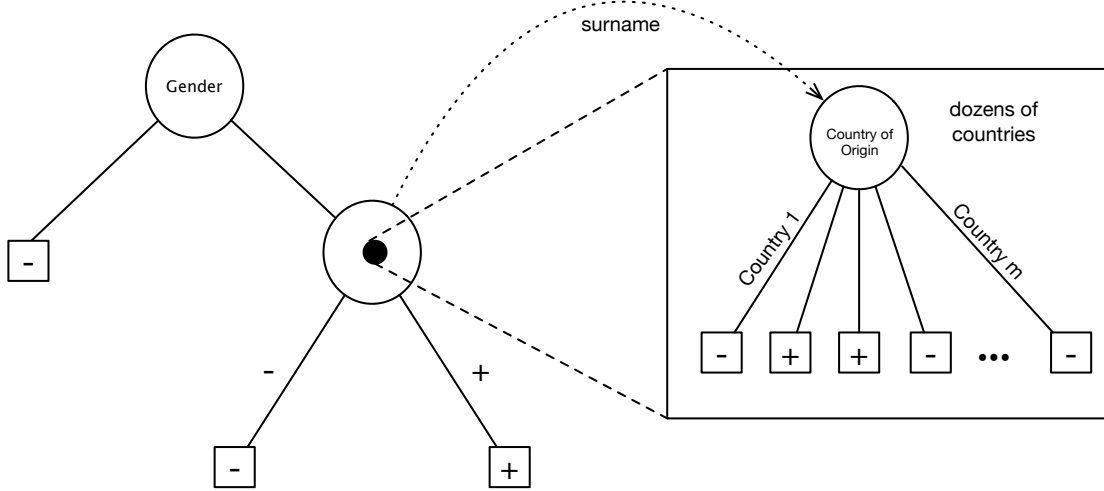 surname
Gender
dozens of
countries
Country of
Origin
Country 1
Country m
-
- + + - ... -
- +
- +